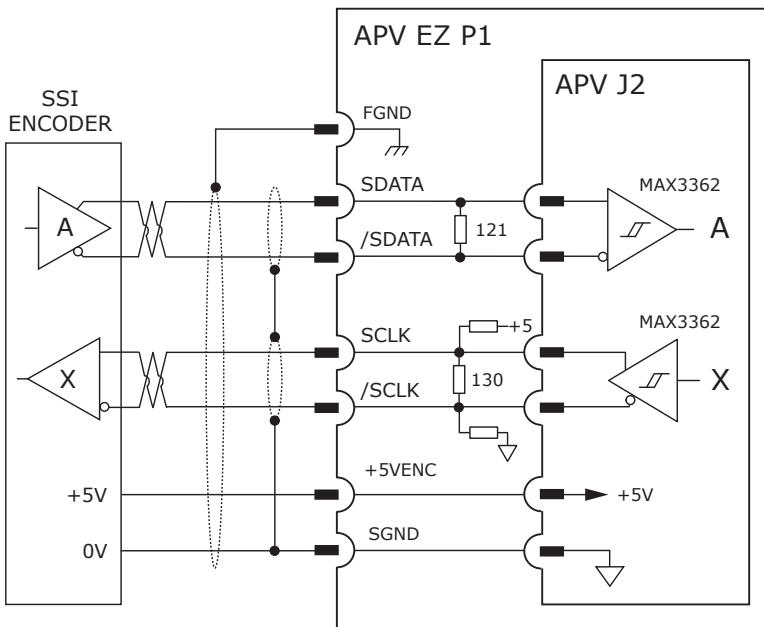 APV EZ P1
APV J2
SSI
ENCODER
FGND
SDATA
MAX3362
A
121
A
/SDATA
SCLK
+5
MAX3362
X
130
X
/SCLK
+5VENC
+5V
+5V
SGND
0V